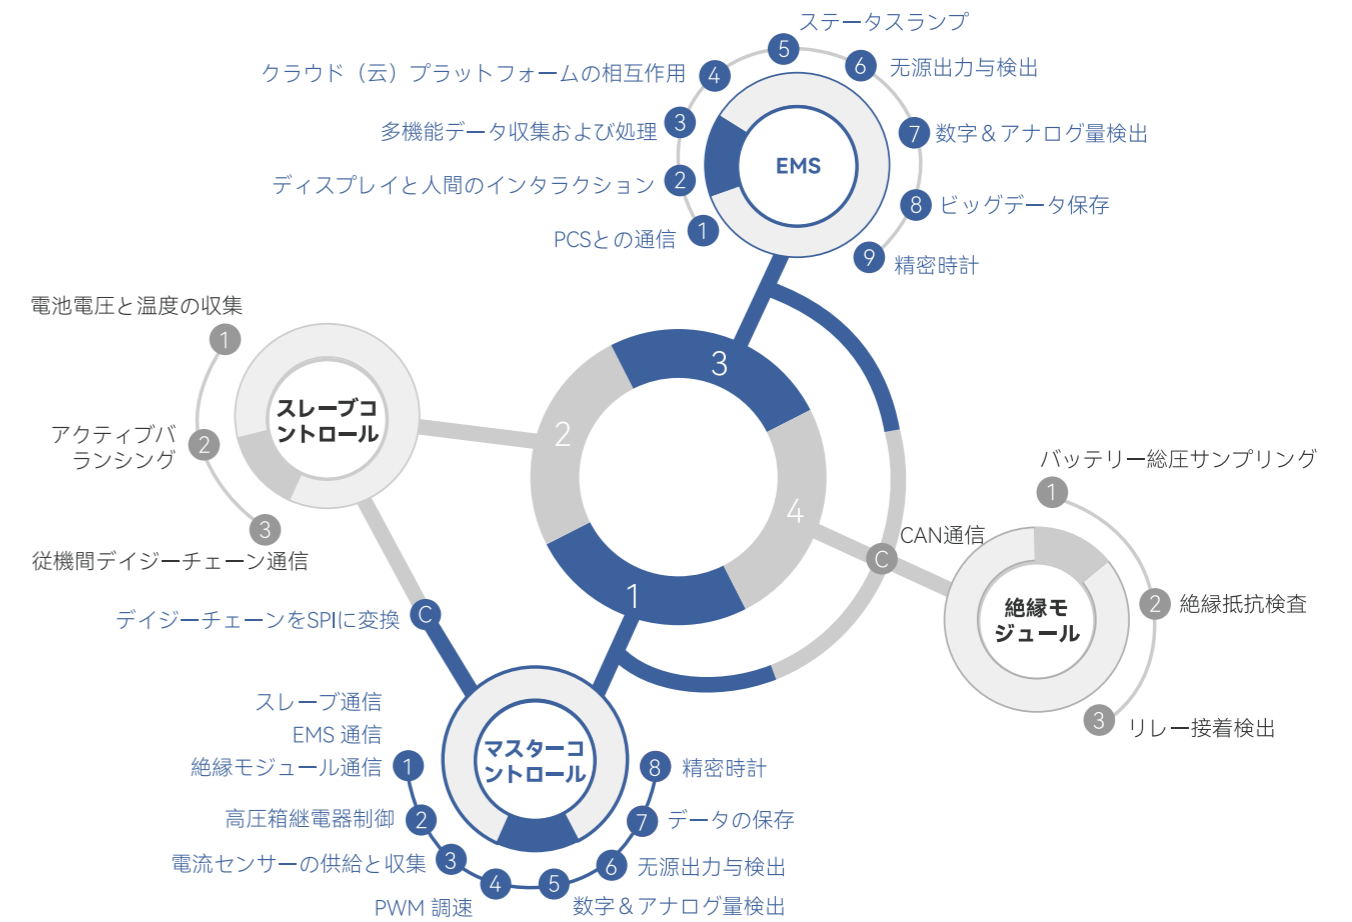 ステータスランプ
5
クラウド（云）プラットフォームの相互作用
4
6
无源出力与検出
多機能データ収集および処理
3
7
数字＆アナログ量検出
EMS
ディスプレイと人間のインタラクション
2
8
ビッグデータ保存
PCSとの通信
1
9
精密時計
電池電圧と温度の収集
1
スレーブコ
ントロール
アクティブバ
ランシング
2
3
従機間デイジーチェーン通信
3
2
4
1
バッテリー総圧サンプリング
1
CAN通信
C
絶縁モ
ジュール
2
絶縁抵抗検査
3
リレー接着検出
デイジーチェーンをSPIに変換
C
スレーブ通信
EMS 通信
絶縁モジュール通信
1
マスターコ
ントロール
8
精密時計
高圧箱継電器制御
2
7
データの保存
電流センサーの供給と収集
3
6
无源出力与検出
PWM 調速
4
5
数字＆アナログ量検出